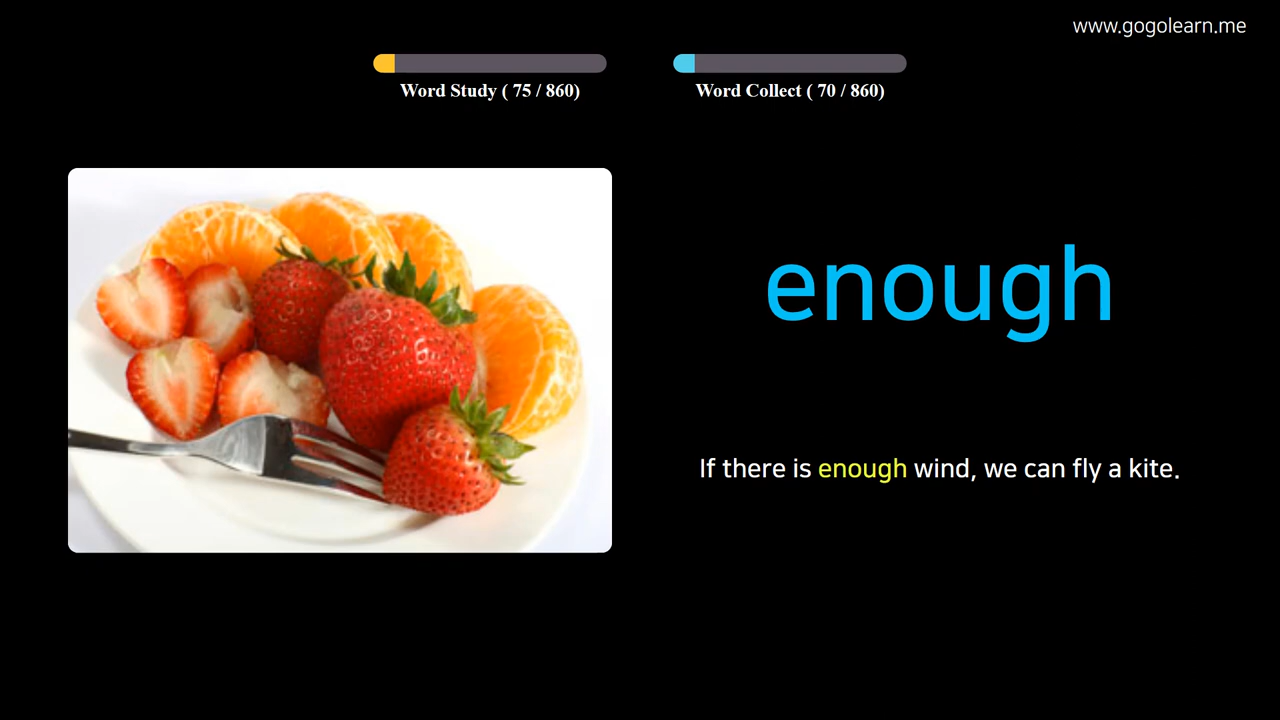 www.gogolearn.me
Word Study ( 75 / 860)
Word Collect ( 70 / 860)
enough
If there is enough wind, we can fly a kite.